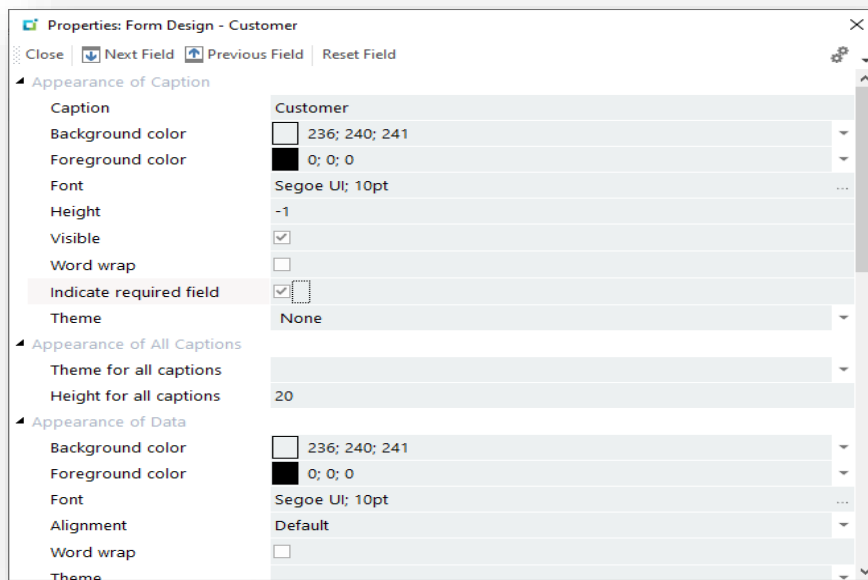 Properties: Form Design - Customer
Close Next Field Previous Field Reset Field
Appearance of Caption
Caption Customer
Background color 236; 240; 241
Foreground color 0; 0; 0
Font Segoe UI; 10pt ...
Height -1
Visible
Word wrap
Indicate required field
Theme None
Appearance of All Captions
Theme for all captions
Height for all captions 20
Appearance of Data
Background color 236; 240; 241
Foreground color 0; 0; 0
Font Segoe UI; 10pt ...
Alignment Default
Word wrap
Theme